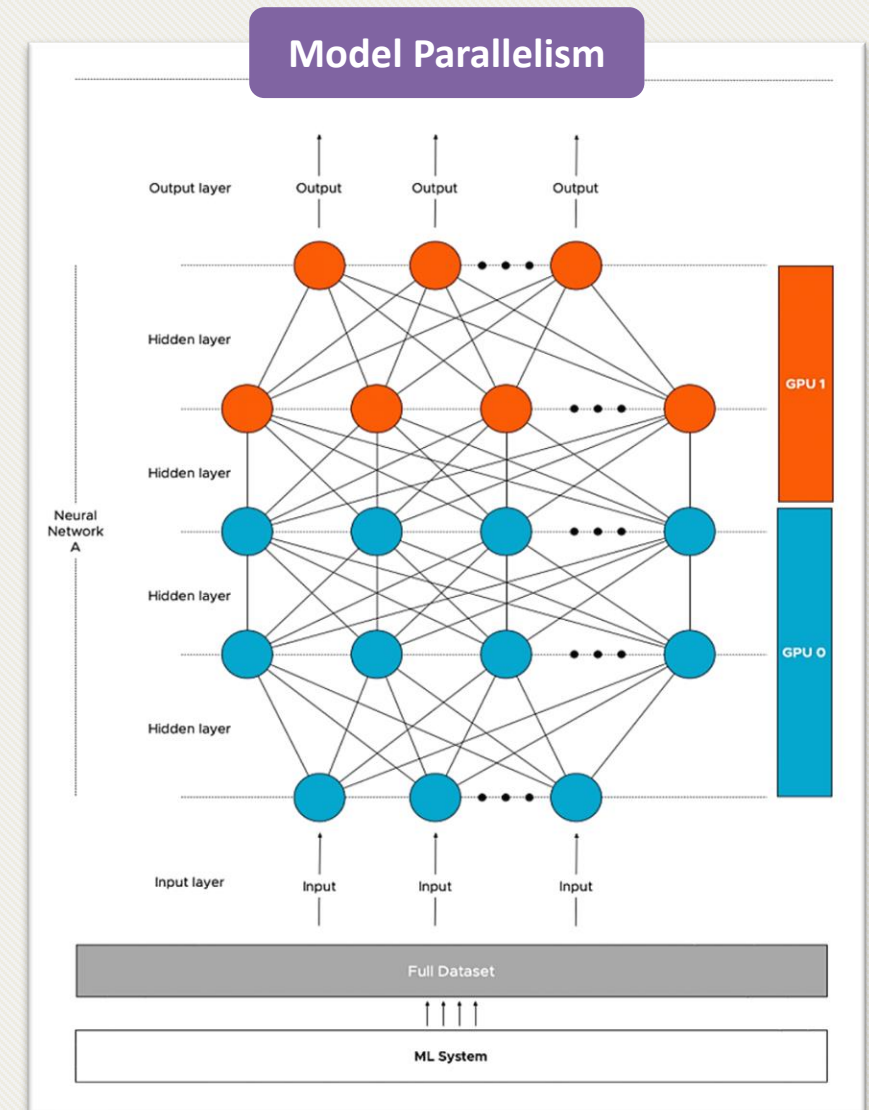 Model Parallelism
Output layer
Output
Output
Output
Hidden layer
GPU 1
Hidden layer
Neural
Network
A
Hidden layer
GPU 0
Hidden layer
Input layer
Input
Input
Input
Full Dataset
ML System